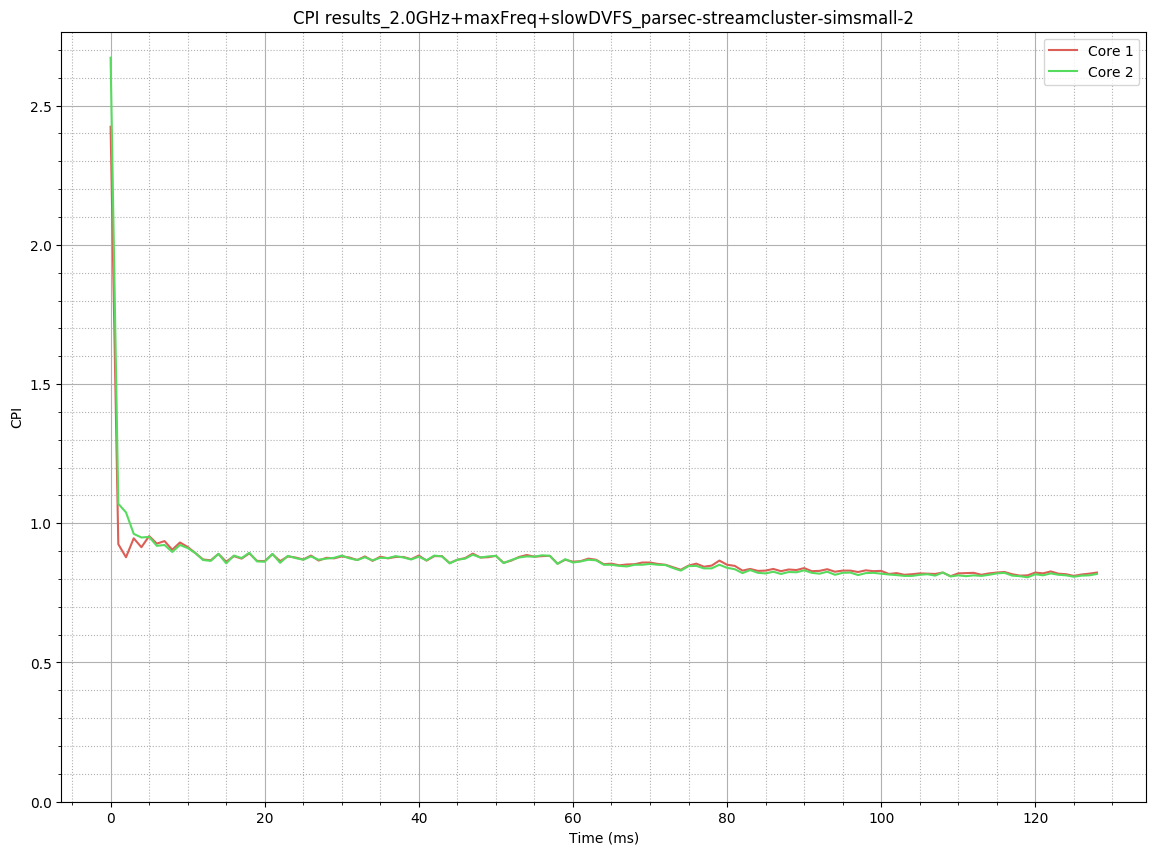 CPI results_2.0GHz+maxFreq+slowDVFS_parsec-streamcluster-simsmall-2
Core 1
Core 2
2.5
2.0
1.5
1.0
0.5
0.0
CPI
0 20 40 60 80 100 120
Time (ms)